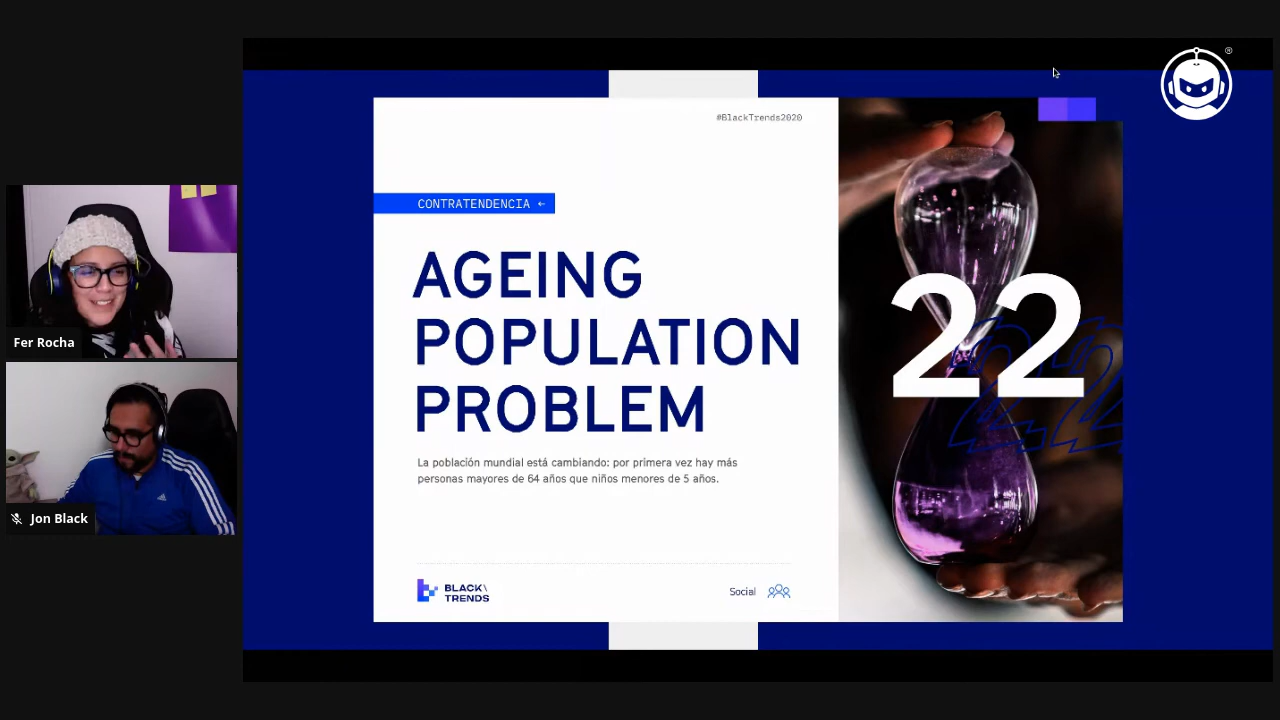 ®
#BlackTrends2020
CONTRATENDENCIA ←
AGEING
POPULATION
PROBLEM
La población mundial está cambiando: por primera vez hay más
personas mayores de 64 años que niños menores de 5 años.
BLACK\
TRENDS
Social
22
22
Fer Rocha
Jon Black